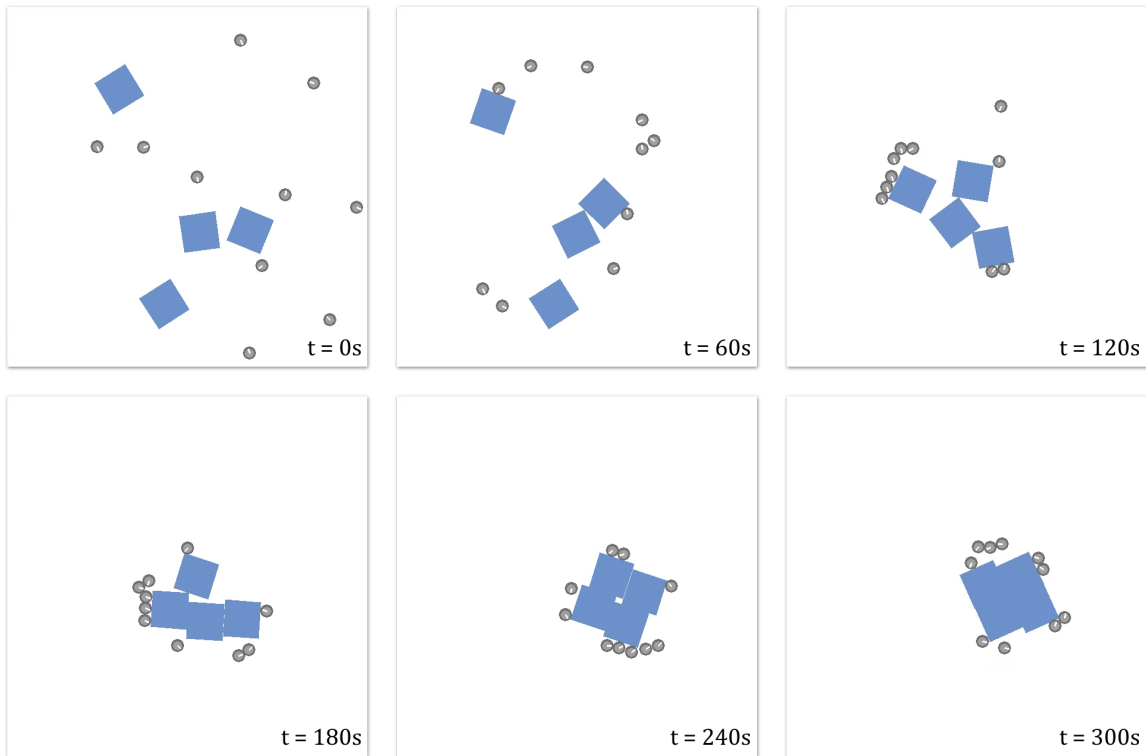 t = 0s
t = 60s
t = 120s
t = 180s
t = 240s
t = 300s